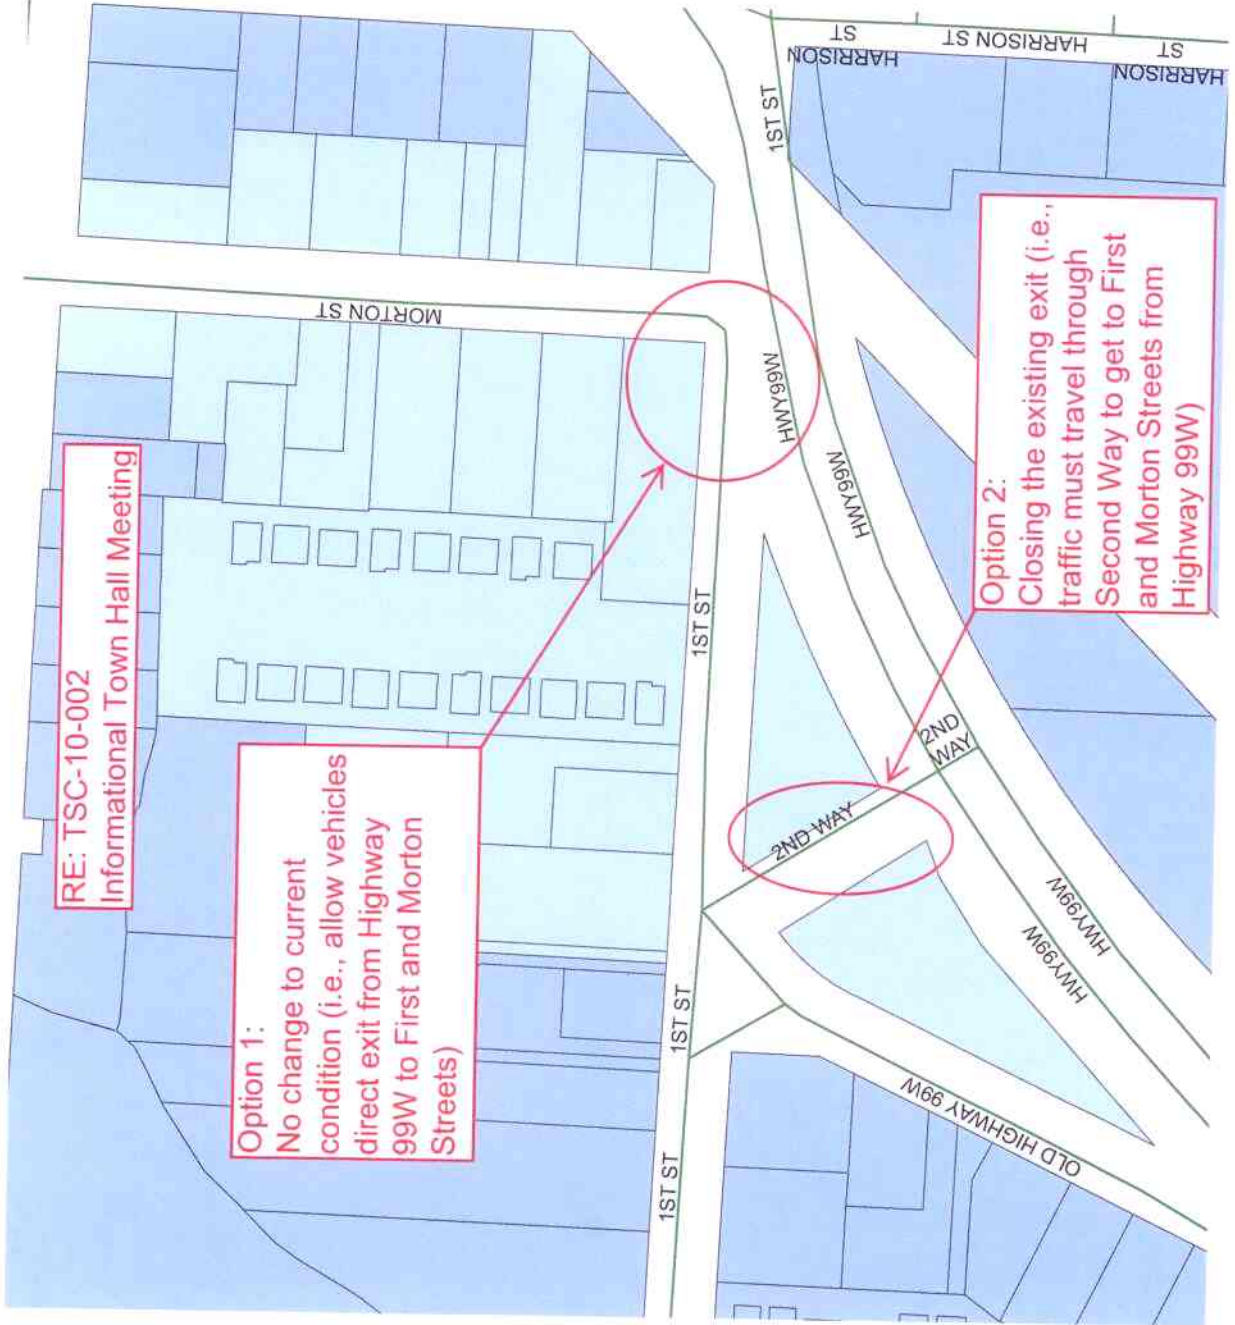 RE: TSC-10-002
Informational Town Hall Meeting
Option 1:
No change to current
condition (i.e., allow vehicles
direct exit from Highway
99W to First and Morton
Streets)
Option 2:
Closing the existing exit (i.e.,
traffic must travel through
Second Way to get to First
and Morton Streets from
Highway 99W)
MORTON ST
1ST ST
1ST ST
1ST ST
1ST ST
HARRISON
ST
HARRISON ST
HARRISON
ST
HWY99W
HWY99W
HWY99W
HWY99W
2ND WAY
2ND
WAY
OLD HIGHWAY 99W